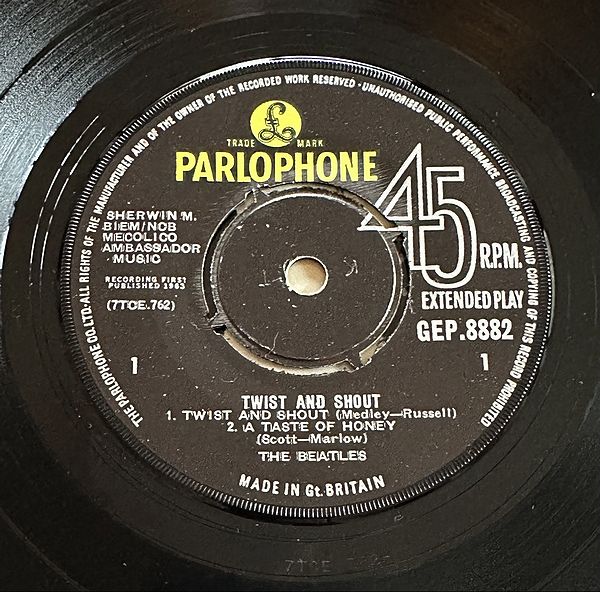 THE PARLOPHONE CO.LTD·ALL RIGHTS OF THE MANUFACTURER AND OF THE OWNER OF THE RECORDED WORK RESERVED·UNAUTHORISED PUBLIC PERFORMANCE BROADCASTING AND COPYING OF THIS RECORD PROHIBITED
£
TRADE MARK
PARLOPHONE
45
R.P.M.
EXTENDED PLAY
GEP.8882
SHERWIN M.
BIEM/NCB
MECOLICO
AMBASSADOR
MUSIC
RECORDING FIRST
PUBLISHED 1963
(7TCE.762)
1 1
TWIST AND SHOUT
1. TWIST AND SHOUT (Medley—Russell)
2. A TASTE OF HONEY
(Scott—Marlow)
THE BEATLES
MADE IN Gt. BRITAIN